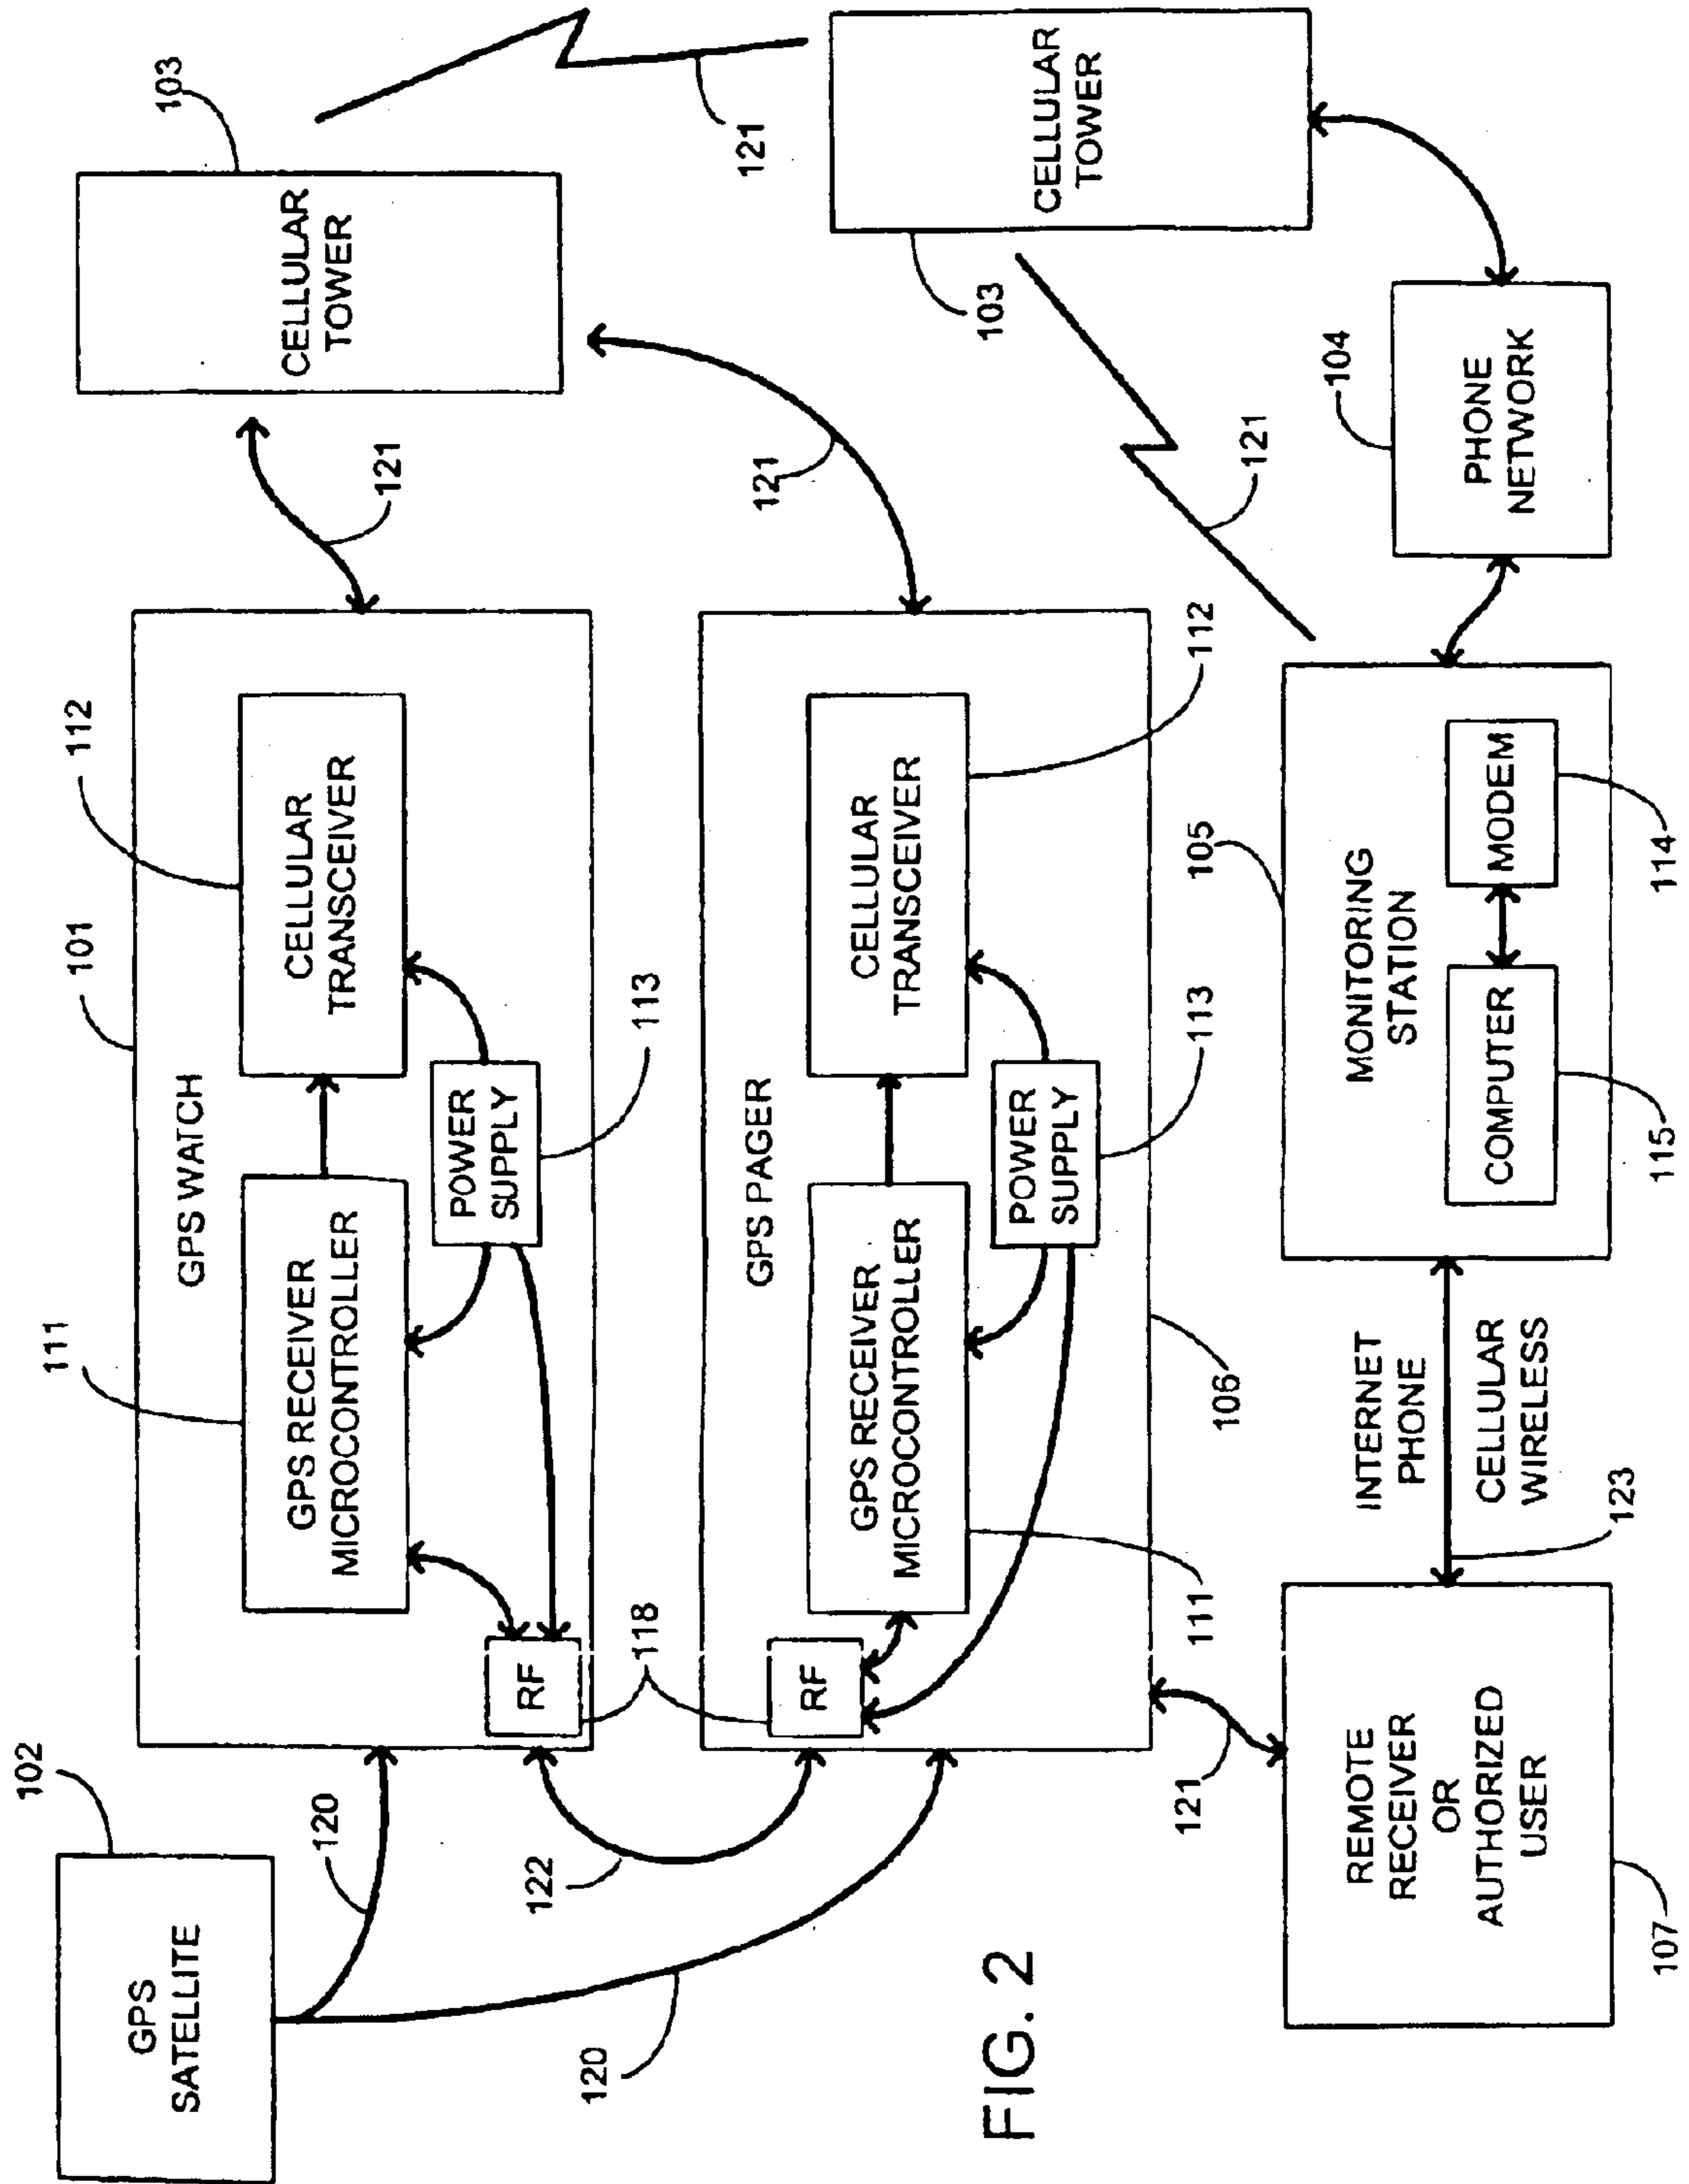 102
GPS
SATELLITE
120
120
122
101
GPS WATCH
111
GPS RECEIVER
MICROCONTROLLER
112
CELLULAR
TRANSCEIVER
POWER
SUPPLY
113
RF
118
GPS PAGER
RF
GPS RECEIVER
MICROCONTROLLER
111
CELLULAR
TRANSCEIVER
112
POWER
SUPPLY
113
106
121
121
103
CELLULAR
TOWER
121
103
CELLULAR
TOWER
121
104
PHONE
NETWORK
105
MONITORING
STATION
COMPUTER
115
MODEM
114
INTERNET
PHONE
CELLULAR
WIRELESS
123
121
REMOTE
RECEIVER
OR
AUTHORIZED
USER
107
FIG. 2